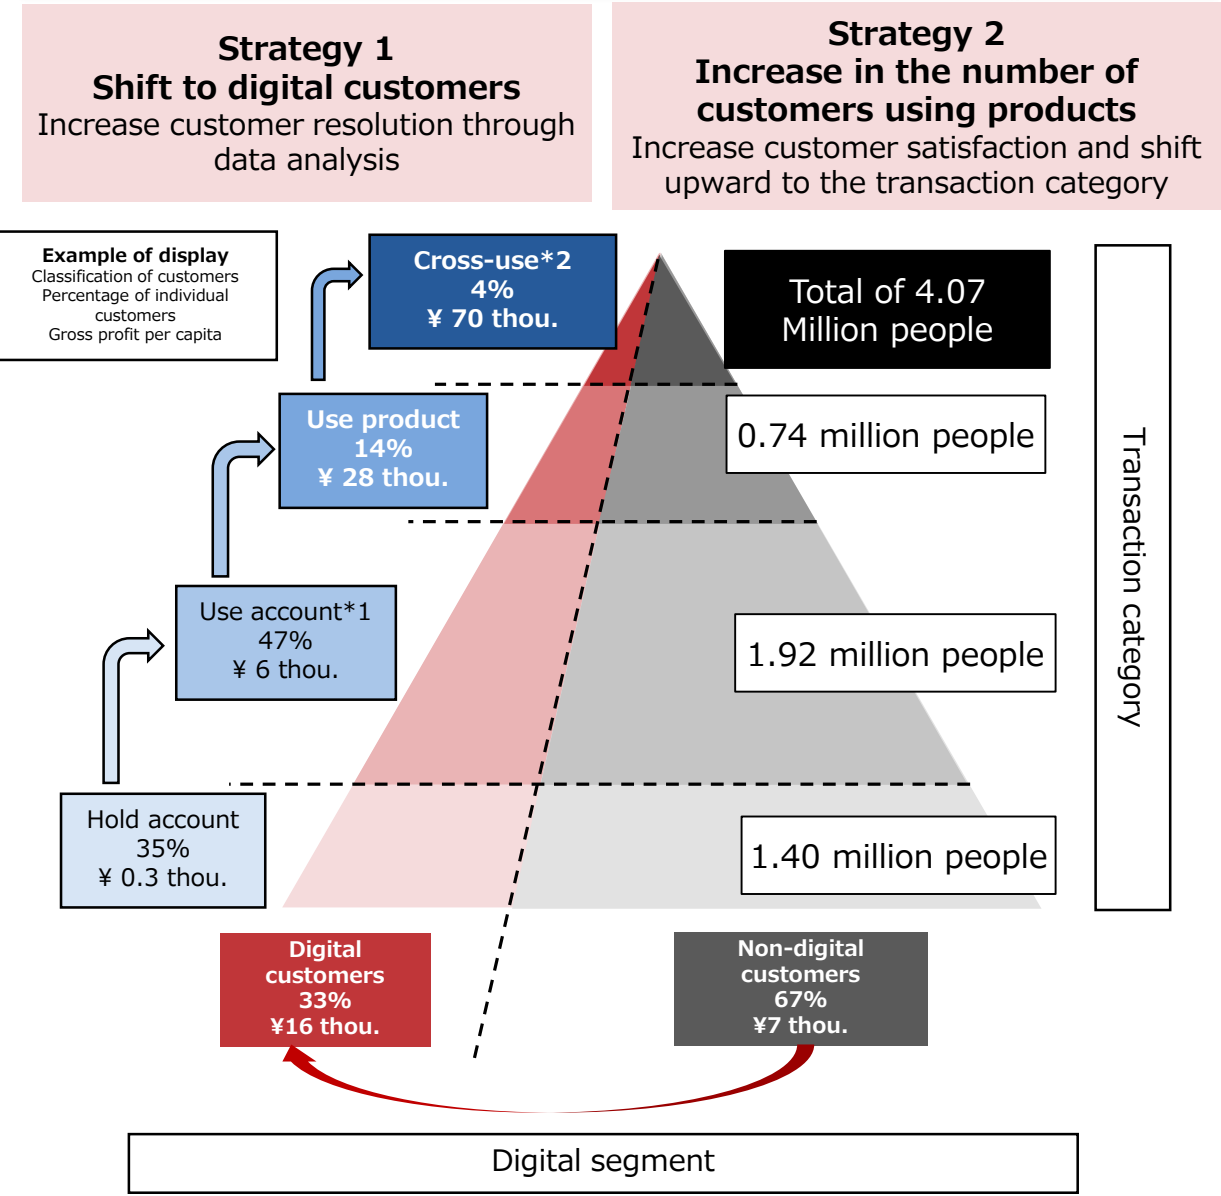 Strategy 1
Shift to digital customers
Increase customer resolution through
data analysis
Strategy 2
Increase in the number of
customers using products
Increase customer satisfaction and shift
upward to the transaction category
Example of display
Classification of customers
Percentage of individual
customers
Gross profit per capita
Cross-use*2
4%
¥ 70 thou.
Total of 4.07
Million people
Use product
14%
¥ 28 thou.
0.74 million people
Use account*1
47%
¥ 6 thou.
1.92 million people
Hold account
35%
¥ 0.3 thou.
1.40 million people
Transaction category
Digital
customers
33%
¥16 thou.
Non-digital
customers
67%
¥7 thou.
Digital segment